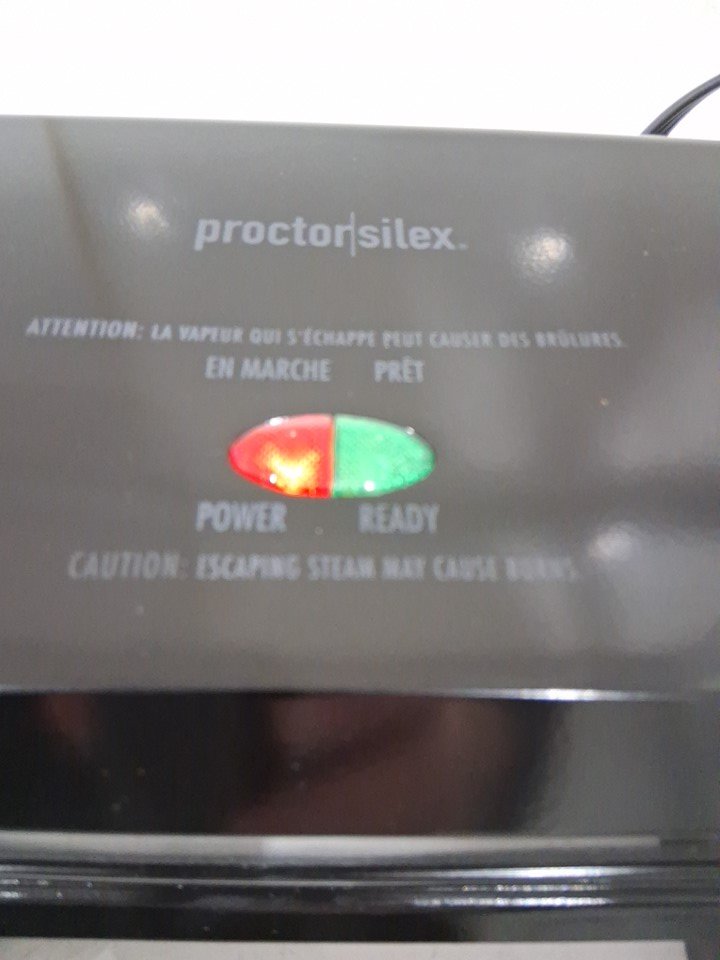 proctor|silex™
ATTENTION: LA VAPEUR QUI S'ÉCHAPPE PEUT CAUSER DES BRÛLURES.
EN MARCHE PRÊT
POWER READY
CAUTION: ESCAPING STEAM MAY CAUSE BURNS.